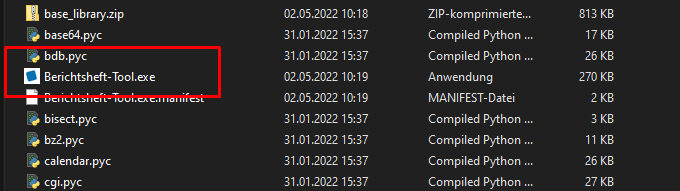 base_library.zip 02.05.2022 10:18 ZIP-komprimierte... 813 KB
base64.pyc 31.01.2022 15:37 Compiled Python ... 17 KB
bdb.pyc 31.01.2022 15:37 Compiled Python ... 26 KB
Berichtsheft-Tool.exe 02.05.2022 10:19 Anwendung 270 KB
Berichtsheft-Tool.exe.manifest 02.05.2022 10:19 MANIFEST-Datei 2 KB
bisect.pyc 31.01.2022 15:37 Compiled Python ... 3 KB
bz2.pyc 31.01.2022 15:37 Compiled Python ... 11 KB
calendar.pyc 31.01.2022 15:37 Compiled Python ... 26 KB
cgi.pyc 31.01.2022 15:37 Compiled Python ... 27 KB